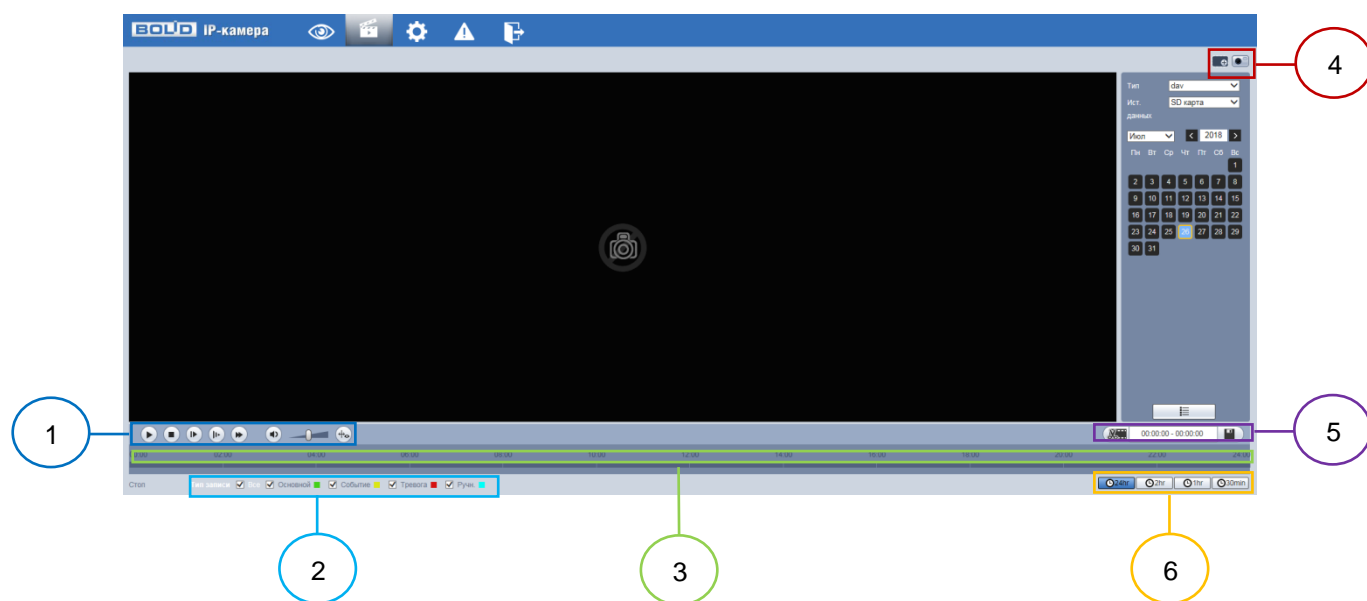 BOLID IP-камера
4
Тип dav
Ист. данных SD карта
Июл 2018
Пн Вт Ср Чт Пт Сб Вс
1
2 3 4 5 6 7 8
9 10 11 12 13 14 15
16 17 18 19 20 21 22
23 24 25 26 27 28 29
30 31
1
00:00:00 - 00:00:00
5
02:00 04:00 06:00 08:00 10:00 12:00 14:00 16:00 18:00 20:00 22:00 24:00
Стоп Тип записи Все Основной Событие Тревога Ручн.
24hr 2hr 1hr 30min
2
3
6